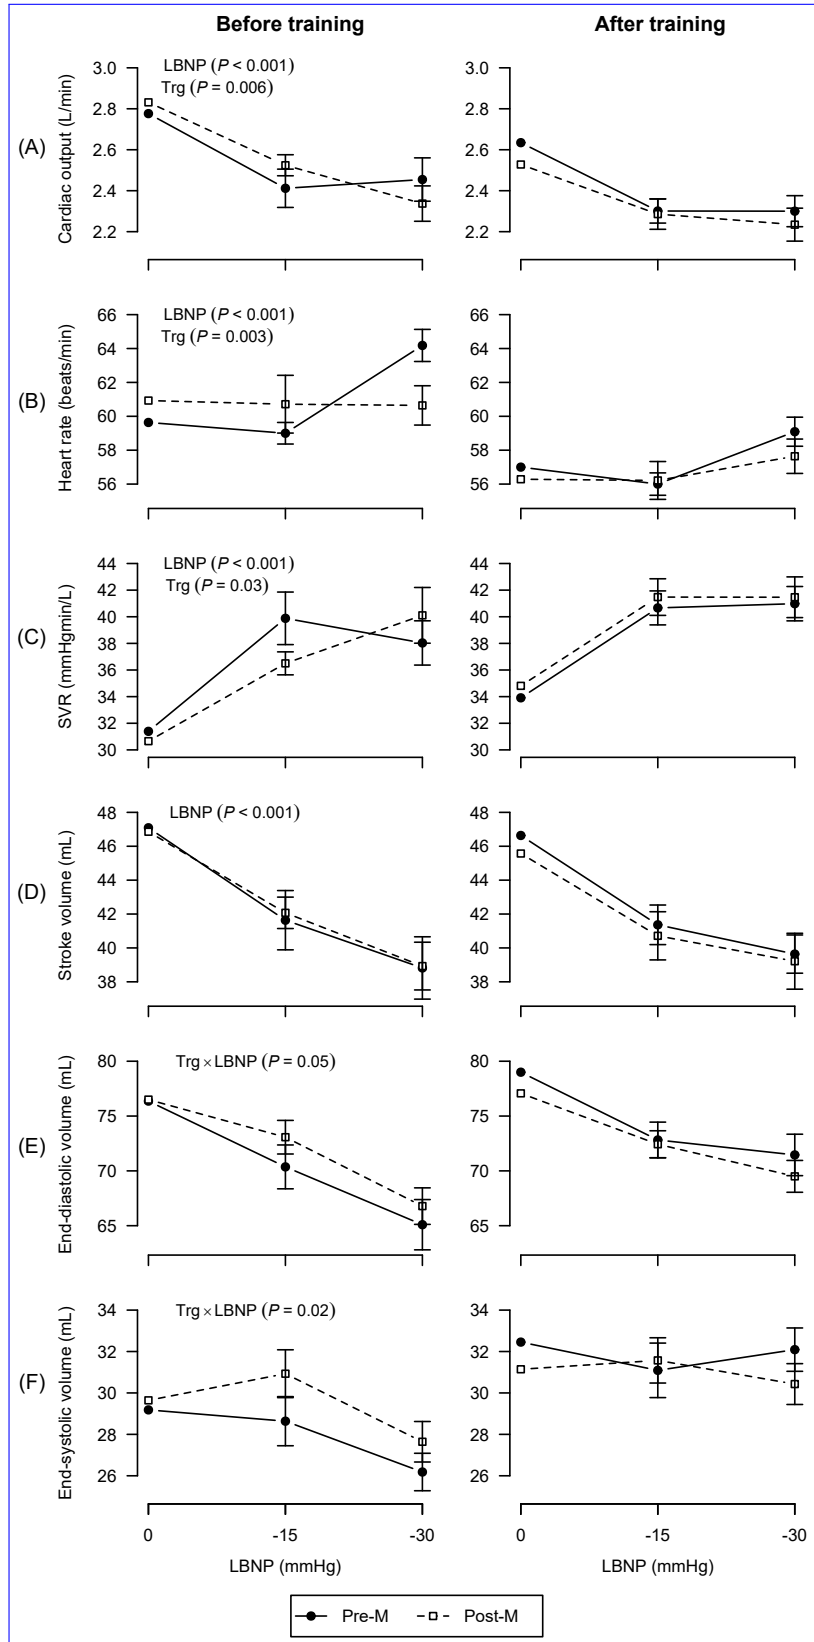 Before training
After training
(A)
Cardiac output (L/min)
LBNP (P < 0.001)
Trg (P = 0.006)
3.0
2.8
2.6
2.4
2.2
3.0
2.8
2.6
2.4
2.2
(B)
Heart rate (beats/min)
LBNP (P < 0.001)
Trg (P = 0.003)
66
64
62
60
58
56
66
64
62
60
58
56
(C)
SVR (mmHgmin/L)
LBNP (P < 0.001)
Trg (P = 0.03)
44
42
40
38
36
34
32
30
44
42
40
38
36
34
32
30
(D)
Stroke volume (mL)
LBNP (P < 0.001)
48
46
44
42
40
38
48
46
44
42
40
38
(E)
End-diastolic volume (mL)
Trg × LBNP (P = 0.05)
80
75
70
65
80
75
70
65
(F)
End-systolic volume (mL)
Trg × LBNP (P = 0.02)
34
32
30
28
26
34
32
30
28
26
0 -15 -30
0 -15 -30
LBNP (mmHg)
LBNP (mmHg)
Pre-M Post-M